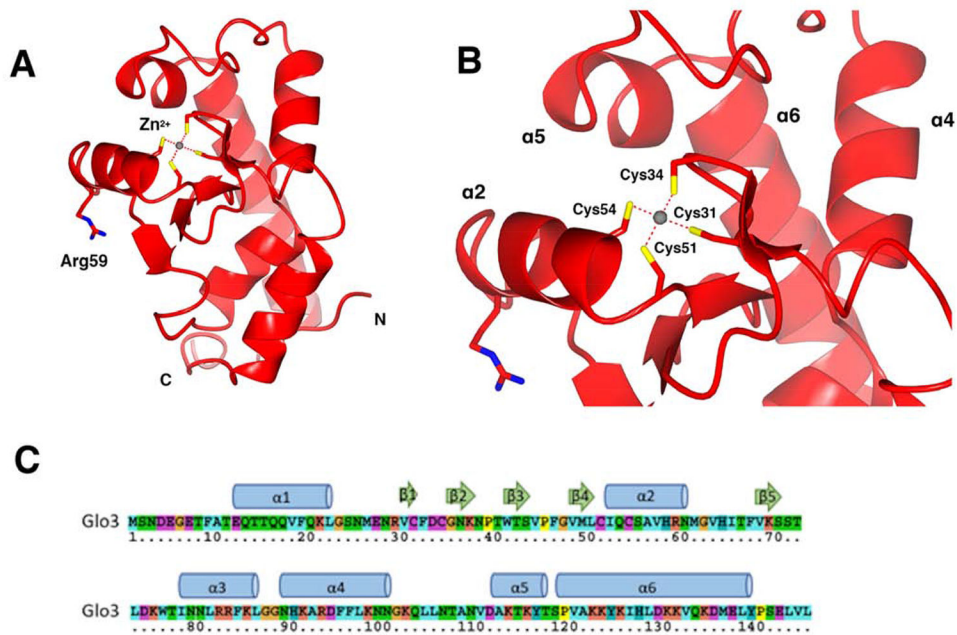 A
Zn2+
Arg59
N
C
B
α5
α6
α4
α2
Cys34
Cys54
Cys31
Cys51
C
α1 β1 β2 β3 β4 α2 β5
Glo3 MSNDEGETFATEQTTQQVFQKLGSNMENRVCFDCGNKNPTWTSVPFGVMLCIQCSAVHRNMGVHITFVKSST
1.......10........20........30........40........50........60........70..
α3 α4 α5 α6
Glo3 LDKWTINNLRRFKLGGNHKARDFFLKNNGKQLLNTANVDAKTKYTSPVAKKYKIHLDKKVQKDMELYPSELVL
......80........90.......100.......110.......120.......130.......140.....